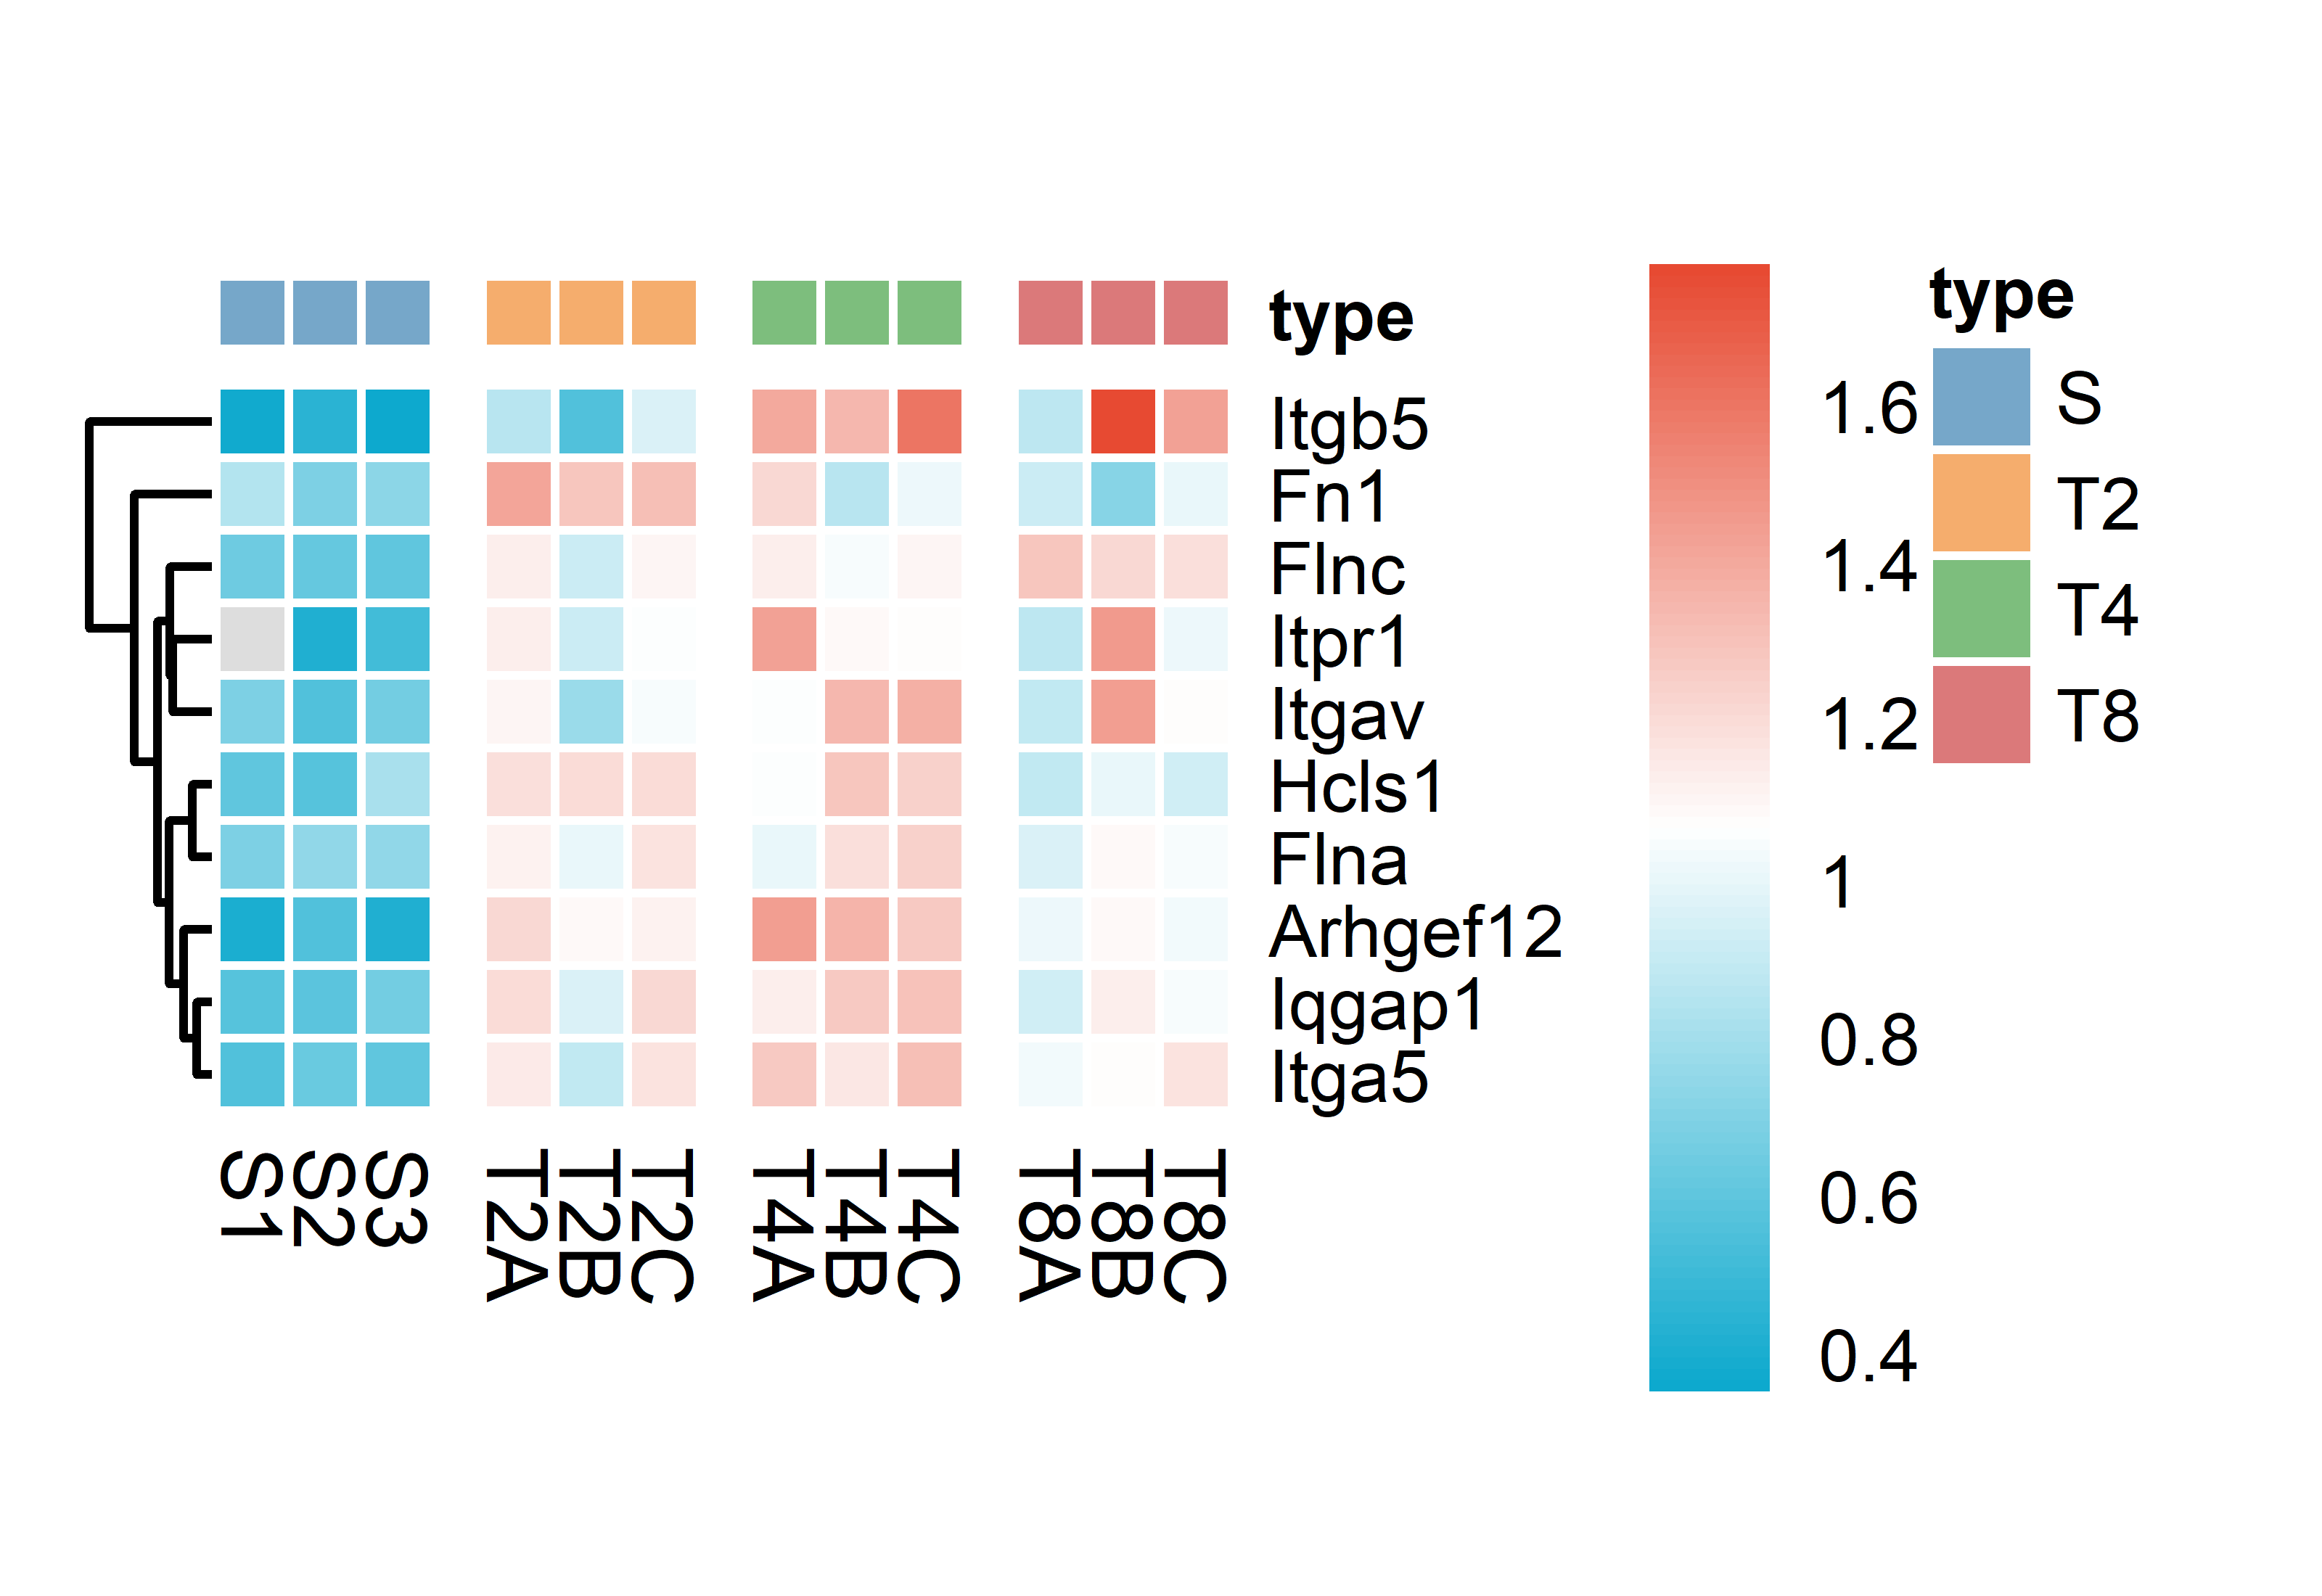 type
Itgb5
Fn1
Flnc
Itpr1
Itgav
Hcls1
Flna
Arhgef12
Iqgap1
Itga5
S1
S2
S3
T2A
T2B
T2C
T4A
T4B
T4C
T8A
T8B
T8C
1.6
1.4
1.2
1
0.8
0.6
0.4
type
S
T2
T4
T8